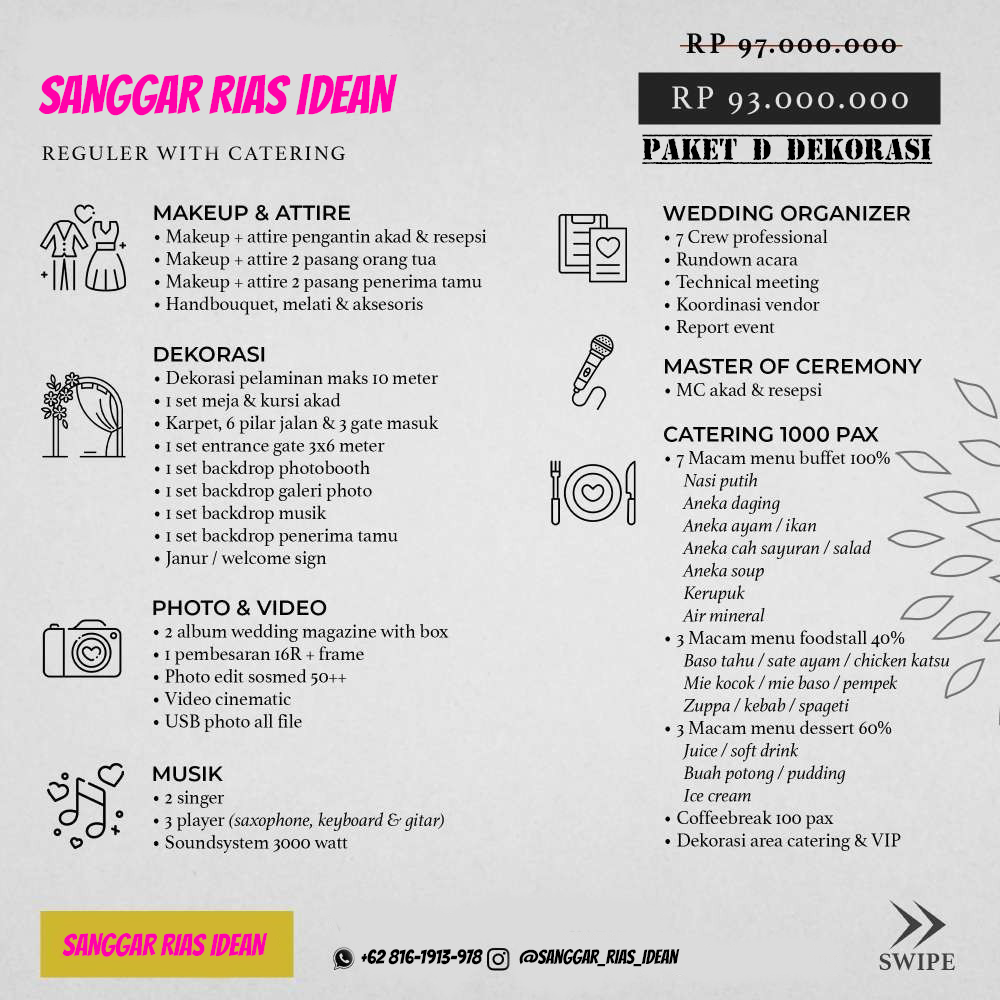 SANGGAR RIAS IDEAN
REGULER WITH CATERING
RP 97.000.000
RP 93.000.000
PAKET D DEKORASI
MAKEUP & ATTIRE
• Makeup + attire pengantin akad & resepsi
• Makeup + attire 2 pasang orang tua
• Makeup + attire 2 pasang penerima tamu
• Handbouquet, melati & aksesoris
DEKORASI
• Dekorasi pelaminan maks 10 meter
• 1 set meja & kursi akad
• Karpet, 6 pilar jalan & 3 gate masuk
• 1 set entrance gate 3x6 meter
• 1 set backdrop photobooth
• 1 set backdrop galeri photo
• 1 set backdrop musik
• 1 set backdrop penerima tamu
• Janur / welcome sign
PHOTO & VIDEO
• 2 album wedding magazine with box
• 1 pembesaran 16R + frame
• Photo edit sosmed 50++
• Video cinematic
• USB photo all file
MUSIK
• 2 singer
• 3 player (saxophone, keyboard & gitar)
• Soundsystem 3000 watt
WEDDING ORGANIZER
• 7 Crew professional
• Rundown acara
• Technical meeting
• Koordinasi vendor
• Report event
MASTER OF CEREMONY
• MC akad & resepsi
CATERING 1000 PAX
• 7 Macam menu buffet 100%
Nasi putih
Aneka daging
Aneka ayam / ikan
Aneka cah sayuran / salad
Aneka soup
Kerupuk
Air mineral
• 3 Macam menu foodstall 40%
Baso tahu / sate ayam / chicken katsu
Mie kocok / mie baso / pempek
Zuppa / kebab / spageti
• 3 Macam menu dessert 60%
Juice / soft drink
Buah potong / pudding
Ice cream
• Coffeebreak 100 pax
• Dekorasi area catering & VIP
SANGGAR RIAS IDEAN
+62 816-1913-978 @SANGGAR_RIAS_IDEAN
SWIPE